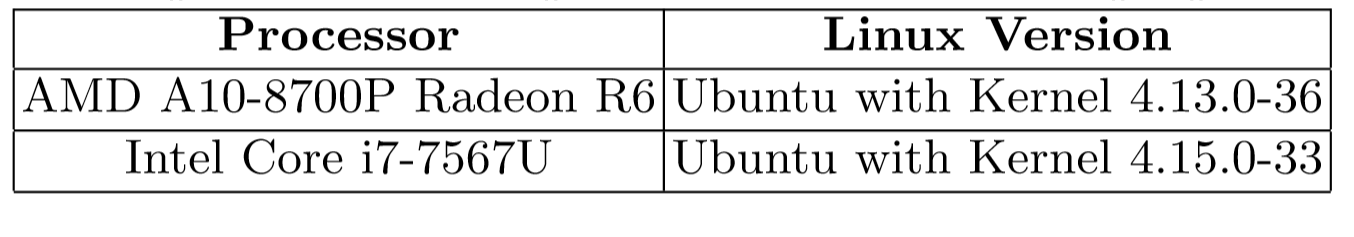 Processor Linux Version
AMD A10-8700P Radeon R6 Ubuntu with Kernel 4.13.0-36
Intel Core i7-7567U Ubuntu with Kernel 4.15.0-33